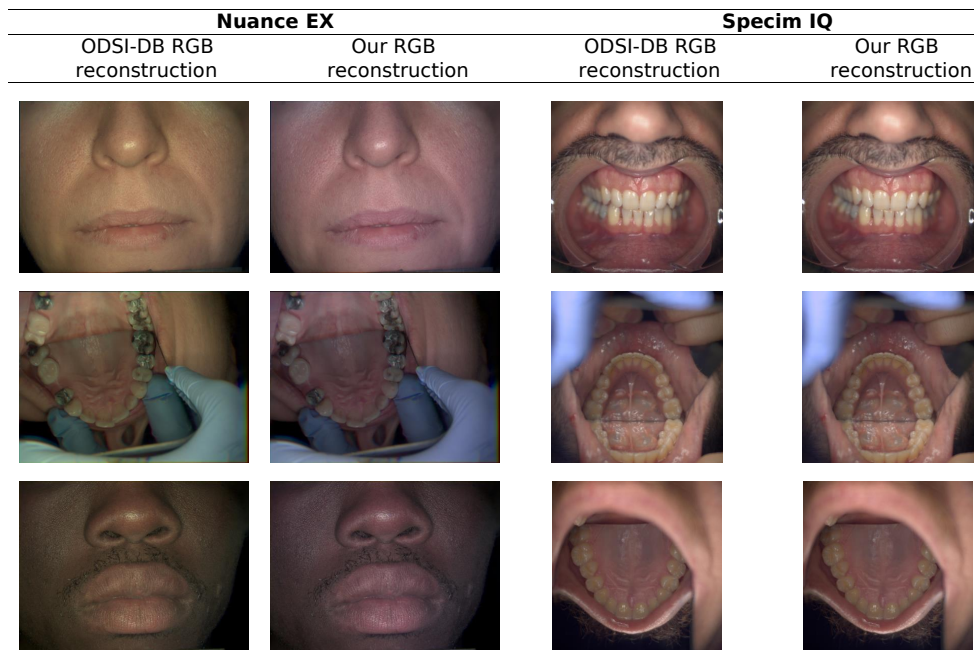 Nuance EX Specim IQ
ODSI-DB RGB reconstruction Our RGB reconstruction ODSI-DB RGB reconstruction Our RGB reconstruction